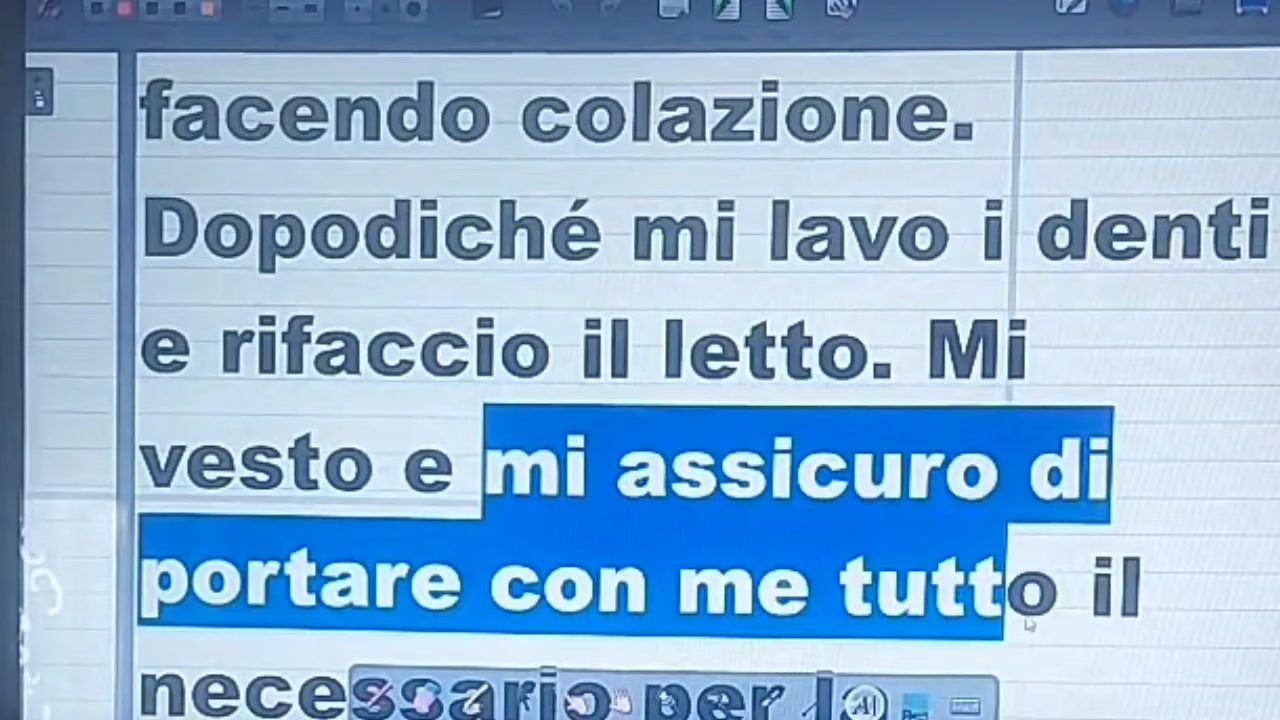 facendo colazione.
Dopodiché mi lavo i denti
e rifaccio il letto. Mi
vesto e mi assicuro di
portare con me tutto il
necessario per